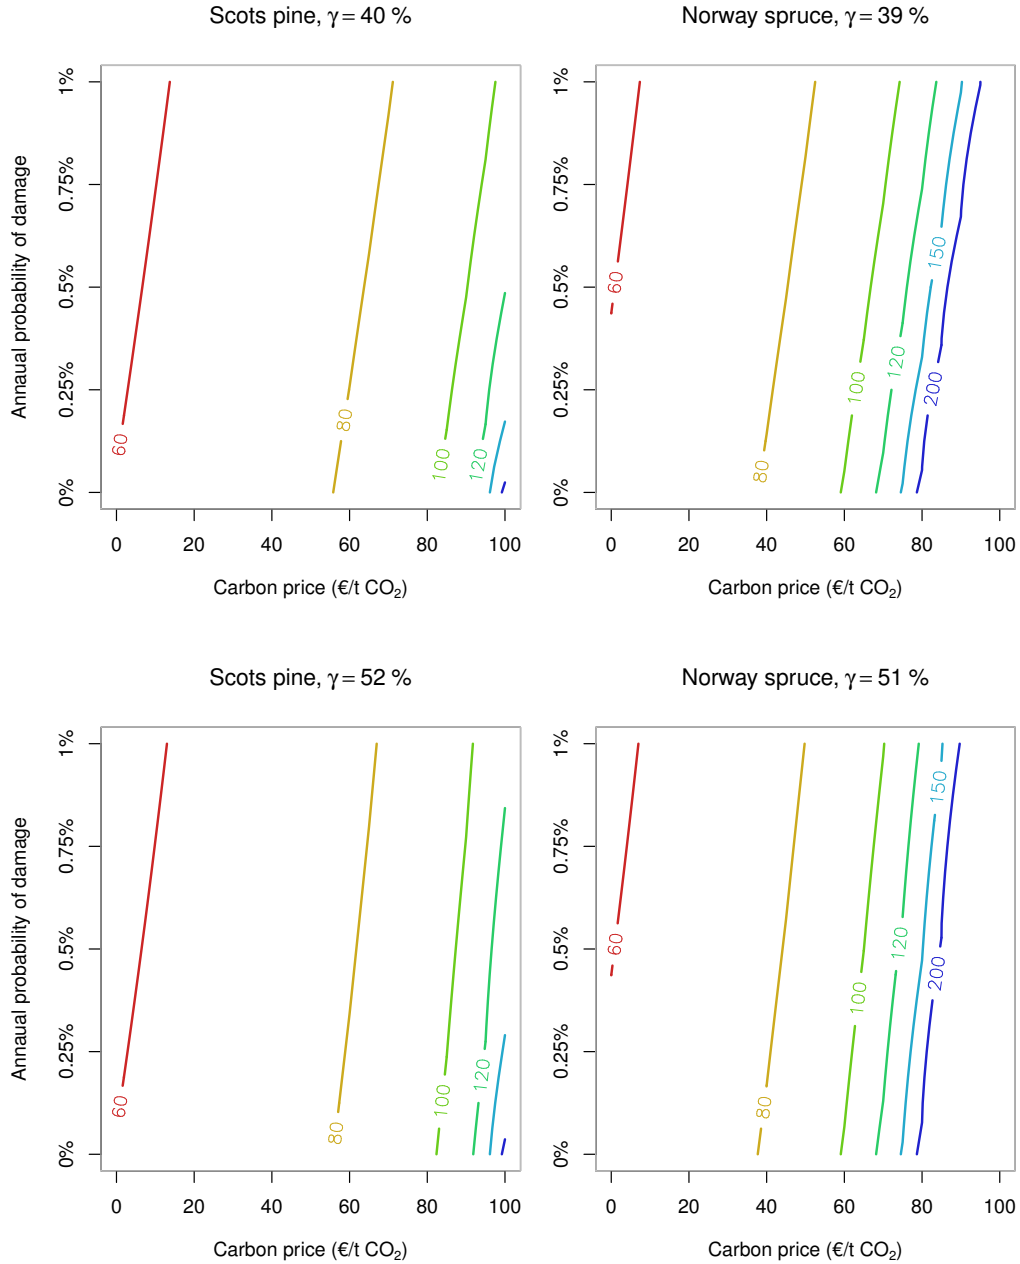 Scots pine, γ = 40 %
Annaual probability of damage
1%
0.75%
0.5%
0.25%
0%
60
80
100
120
0 20 40 60 80 100
Carbon price (€/t CO₂)
Norway spruce, γ = 39 %
1%
0.75%
0.5%
0.25%
0%
60
80
100
120
150
200
0 20 40 60 80 100
Carbon price (€/t CO₂)
Scots pine, γ = 52 %
Annaual probability of damage
1%
0.75%
0.5%
0.25%
0%
60
80
100
120
0 20 40 60 80 100
Carbon price (€/t CO₂)
Norway spruce, γ = 51 %
1%
0.75%
0.5%
0.25%
0%
60
80
100
120
150
200
0 20 40 60 80 100
Carbon price (€/t CO₂)